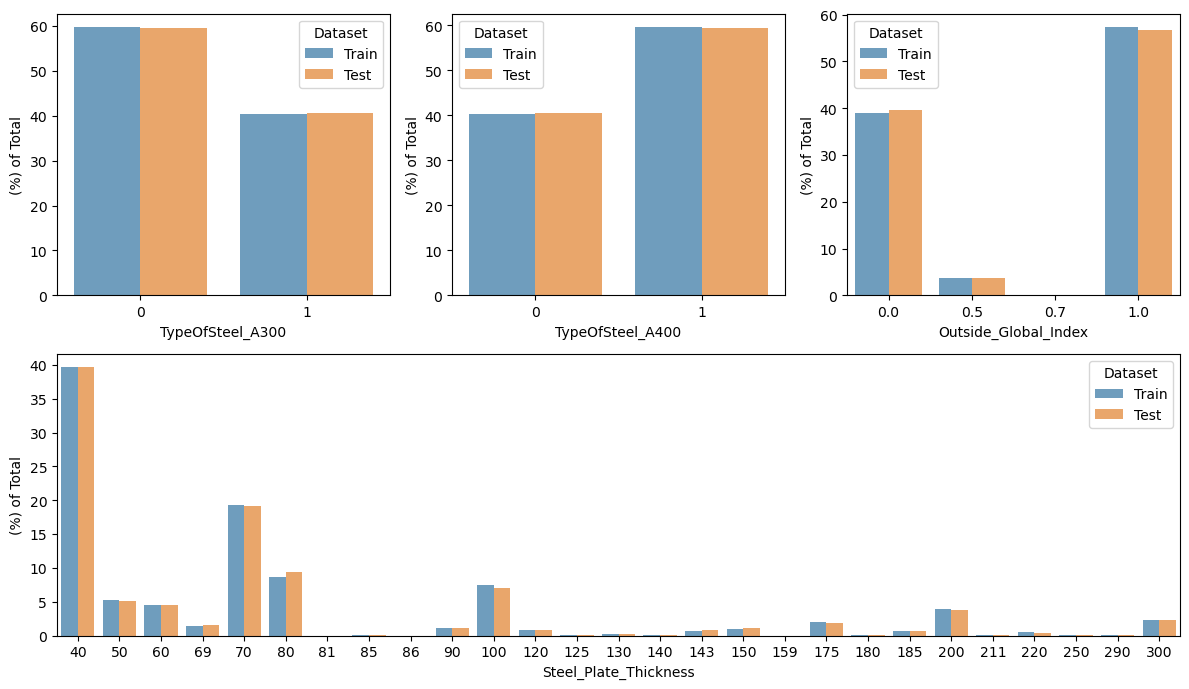 Dataset
Train
Test
(%) of Total
60
50
40
30
20
10
0
0 1
TypeOfSteel_A300
Dataset
Train
Test
(%) of Total
60
50
40
30
20
10
0
0 1
TypeOfSteel_A400
Dataset
Train
Test
(%) of Total
60
50
40
30
20
10
0
0.0 0.5 0.7 1.0
Outside_Global_Index
Dataset
Train
Test
(%) of Total
40
35
30
25
20
15
10
5
0
40 50 60 69 70 80 81 85 86 90 100 120 125 130 140 143 150 159 175 180 185 200 211 220 250 290 300
Steel_Plate_Thickness